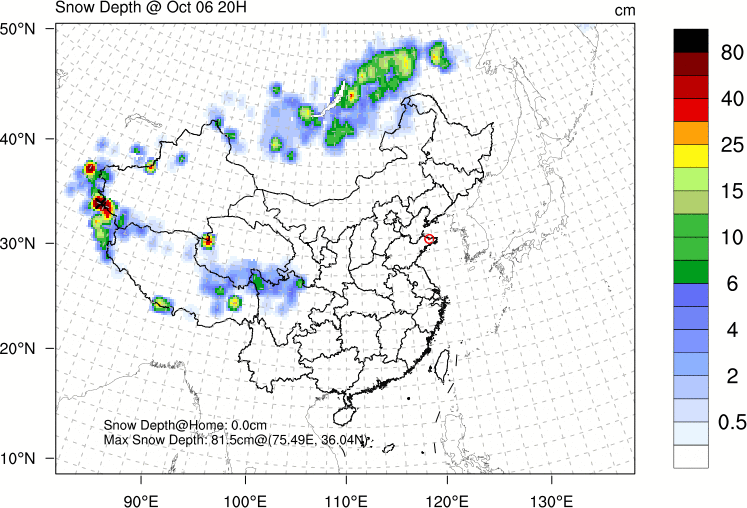 Snow Depth @ Oct 06 20H
cm
50°N
40°N
30°N
20°N
10°N
Snow Depth@Home: 0.0cm
Max Snow Depth: 81.5cm@(75.49E, 36.04N)
90°E
100°E
110°E
120°E
130°E
80
40
25
15
10
6
4
2
0.5